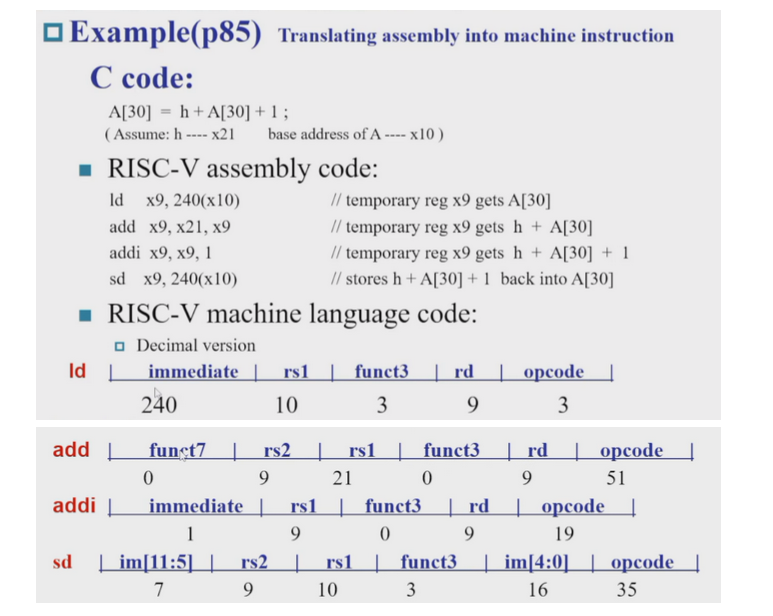 Example(p85) Translating assembly into machine instruction
C code:
A[30] = h + A[30] + 1 ;
( Assume: h ---- x21 base address of A ---- x10 )
RISC-V assembly code:
ld x9, 240(x10) // temporary reg x9 gets A[30]
add x9, x21, x9 // temporary reg x9 gets h + A[30]
addi x9, x9, 1 // temporary reg x9 gets h + A[30] + 1
sd x9, 240(x10) // stores h + A[30] + 1 back into A[30]
RISC-V machine language code:
Decimal version
ld | immediate | rs1 | funct3 | rd | opcode |
240 10 3 9 3
add | funct7 | rs2 | rs1 | funct3 | rd | opcode |
0 9 21 0 9 51
addi | immediate | rs1 | funct3 | rd | opcode |
1 9 0 9 19
sd | im[11:5] | rs2 | rs1 | funct3 | im[4:0] | opcode |
7 9 10 3 16 35